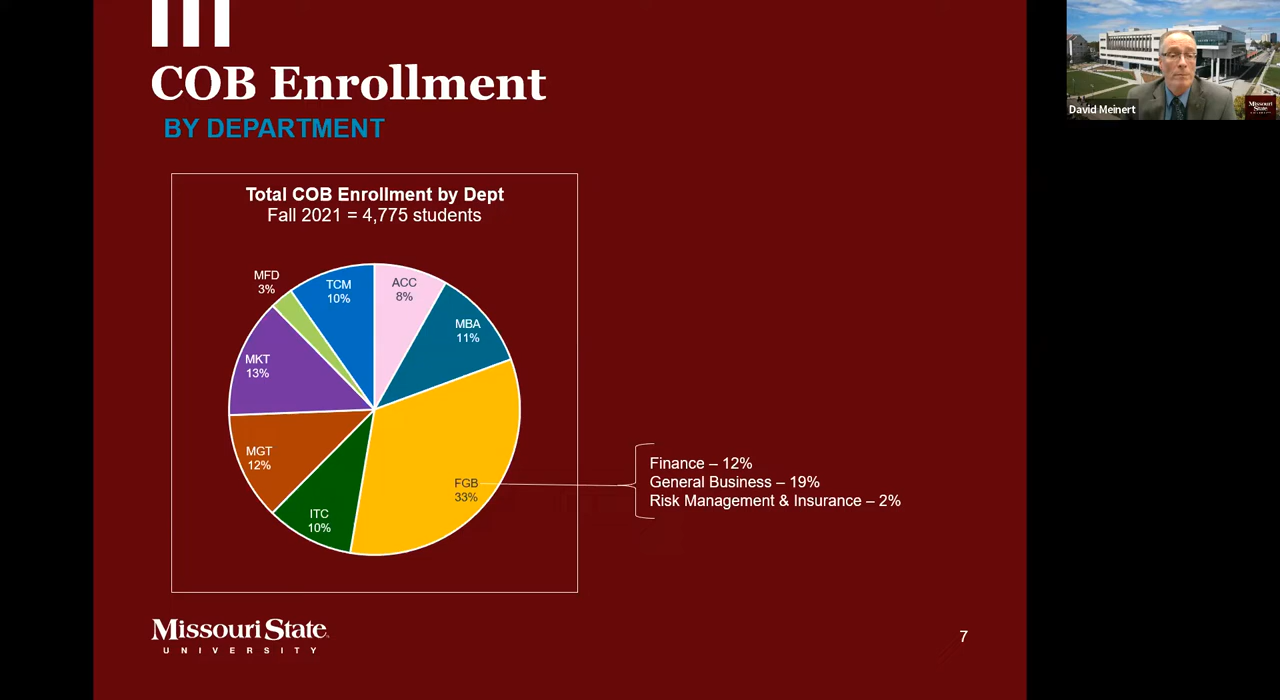 COB Enrollment
BY DEPARTMENT
Total COB Enrollment by Dept
Fall 2021 = 4,775 students
MFD
3%
TCM
10%
ACC
8%
MBA
11%
MKT
13%
MGT
12%
ITC
10%
FGB
33%
Finance – 12%
General Business – 19%
Risk Management & Insurance – 2%
Missouri State
UNIVERSITY
7
David Meinert
Missouri
State